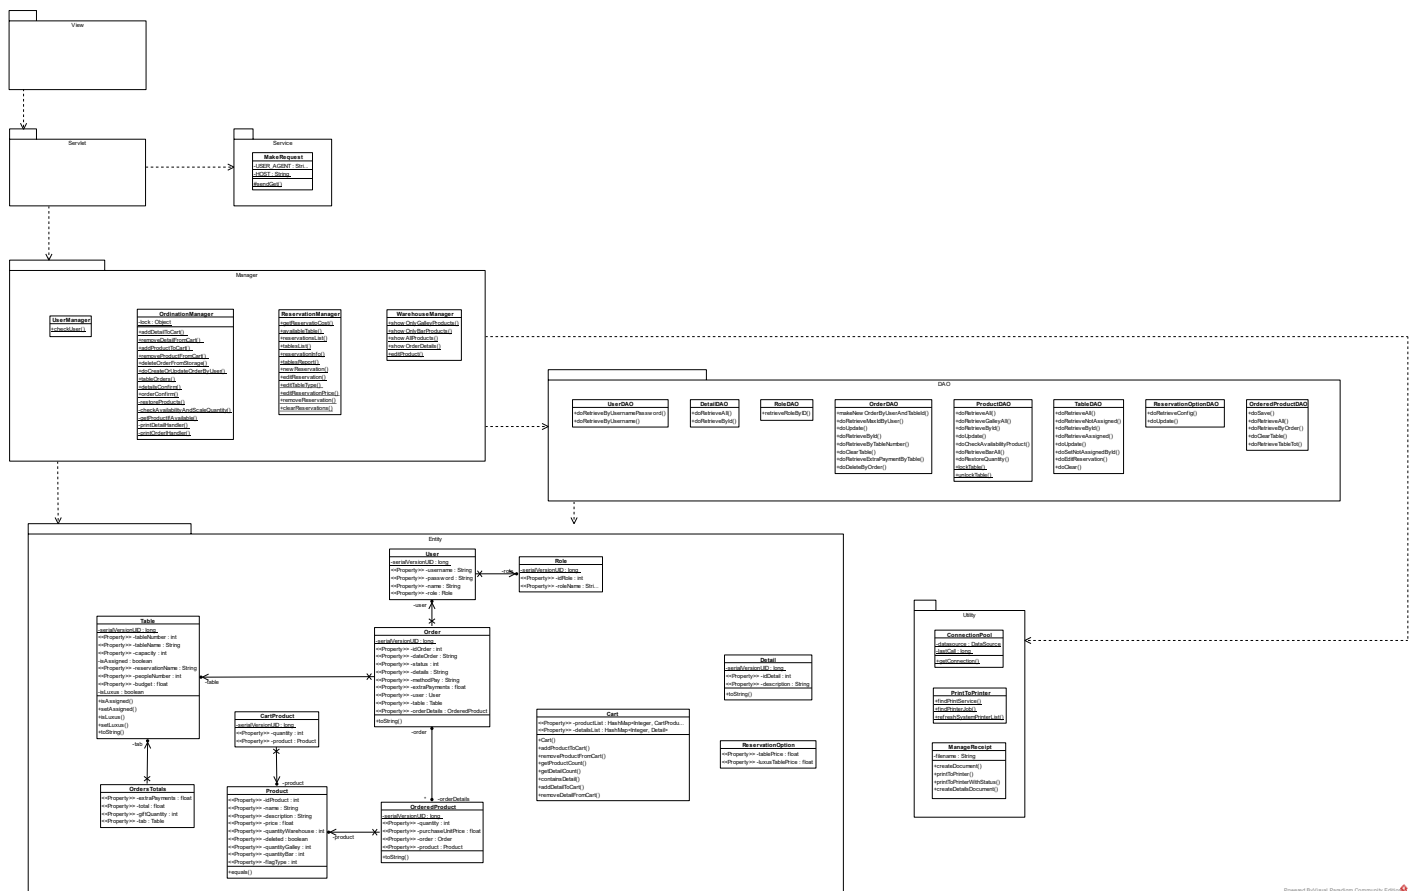 View
Servlet
Service
MakeRequest
-USER_AGENT : Stri...
-HOST : String
#sendGet()
Manager
UserManager
+checkUser()
OrdinationManager
-lock : Object
+addDetailToCart()
+removeDetailFromCart()
+addProductToCart()
+removeProductFromCart()
+deleteOrderFromStorage()
+doCreateOrUpdateOrderByUser()
+tableOrders()
+detailsConfirm()
+orderConfirm()
-restoreProducts()
-checkAvailabilityAndScaleQuantity()
-getProductIfAvailable()
-printDetailHandler()
-printOrderHandler()
ReservationManager
+getReservatioCost()
+availableTable()
+reservationsList()
+tablesList()
+reservationInfo()
+tablesReport()
+newReservation()
+editReservation()
+editTableType()
+editReservationPrice()
+removeReservation()
+clearReservations()
WarehouseManager
+showOnlyGalleyProducts()
+showOnlyBarProducts()
+showAllProducts()
+showOrderDetails()
+editProduct()
DAO
UserDAO
+doRetrieveByUsernamePassword()
+doRetrieveByUsername()
DetailDAO
+doRetrieveAll()
+doRetrieveById()
RoleDAO
+retrieveRoleByID()
OrderDAO
+makeNewOrderByUserAndTableId()
+doRetrieveMaxIdByUser()
+doUpdate()
+doRetrieveById()
+doRetrieveByTableNumber()
+doClearTable()
+doRetrieveExtraPaymentByTable()
+doDeleteByOrder()
ProductDAO
+doRetrieveAll()
+doRetrieveGalleyAll()
+doRetrieveById()
+doUpdate()
+doCheckAvailabilityProduct()
+doRetrieveBarAll()
+doRestoreQuantity()
+lockTable()
+unlockTable()
TableDAO
+doRetrieveAll()
+doRetrieveNotAssigned()
+doRetrieveById()
+doRetrieveAssigned()
+doUpdate()
+doSetNotAssignedById()
+doEditReservation()
+doClear()
ReservationOptionDAO
+doRetrieveConfig()
+doUpdate()
OrderedProductDAO
+doSave()
+doRetrieveAll()
+doRetrieveByOrder()
+doClearTable()
+doRetrieveTableTot()
Entity
User
-serialVersionUID : long
<<Property>> -username : String
<<Property>> -password : String
<<Property>> -name : String
<<Property>> -role : Role
-role
Role
-serialVersionUID : long
<<Property>> -idRole : int
<<Property>> -roleName : Stri...
-user
Table
-serialVersionUID : long
<<Property>> -tableNumber : int
<<Property>> -tableName : String
<<Property>> -capacity : int
-isAssigned : boolean
<<Property>> -reservationName : String
<<Property>> -peopleNumber : int
<<Property>> -budget : float
-isLuxus : boolean
+isAssigned()
+setAssigned()
+isLuxus()
+setLuxus()
+toString()
-table
Order
-serialVersionUID : long
<<Property>> -idOrder : int
<<Property>> -dateOrder : String
<<Property>> -status : int
<<Property>> -details : String
<<Property>> -methodPay : String
<<Property>> -extraPayments : float
<<Property>> -user : User
<<Property>> -table : Table
<<Property>> -orderDetails : OrderedProduct
+toString()
-order
-tab
OrdersTotals
<<Property>> -extraPayments : float
<<Property>> -total : float
<<Property>> -giftQuantity : int
<<Property>> -tab : Table
CartProduct
-serialVersionUID : long
<<Property>> -quantity : int
<<Property>> -product : Product
-product
Product
<<Property>> -idProduct : int
<<Property>> -name : String
<<Property>> -description : String
<<Property>> -price : float
<<Property>> -quantityWarehouse : int
<<Property>> -deleted : boolean
<<Property>> -quantityGalley : int
<<Property>> -quantityBar : int
<<Property>> -flagType : int
+equals()
-product
* -orderDetails
OrderedProduct
-serialVersionUID : long
<<Property>> -quantity : int
<<Property>> -purchaseUnitPrice : float
<<Property>> -order : Order
<<Property>> -product : Product
+toString()
Cart
<<Property>> -productList : HashMap<Integer, CartProdu...
<<Property>> -detailsList : HashMap<Integer, Detail>
+Cart()
+addProductToCart()
+removeProductFromCart()
+getProductCount()
+getDetailCount()
+containsDetail()
+addDetailToCart()
+removeDetailFromCart()
Detail
-serialVersionUID : long
<<Property>> -idDetail : int
<<Property>> -description : String
+toString()
ReservationOption
<<Property>> -tablePrice : float
<<Property>> -luxusTablePrice : float
Utility
ConnectionPool
-datasource : DataSource
-lastCall : long
+getConnection()
PrintToPrinter
+findPrintService()
+findPrinterJob()
+refreshSystemPrinterList()
ManageReceipt
-filename : String
+createDocument()
+printToPrinter()
+printToPrinterWithStatus()
+createDetailsDocument()
Powered By Visual Paradigm Community Edition